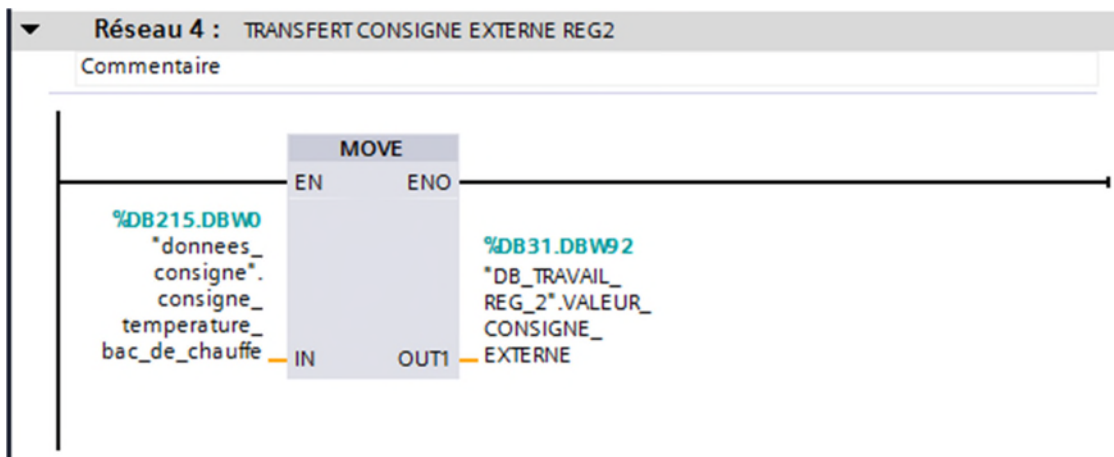 Réseau 4 : TRANSFERT CONSIGNE EXTERNE REG2
Commentaire
MOVE
EN ENO
%DB215.DBW0
"donnees_
consigne".
consigne_
temperature_
bac_de_chauffe
IN OUT1
%DB31.DBW92
"DB_TRAVAIL_
REG_2".VALEUR_
CONSIGNE_
EXTERNE